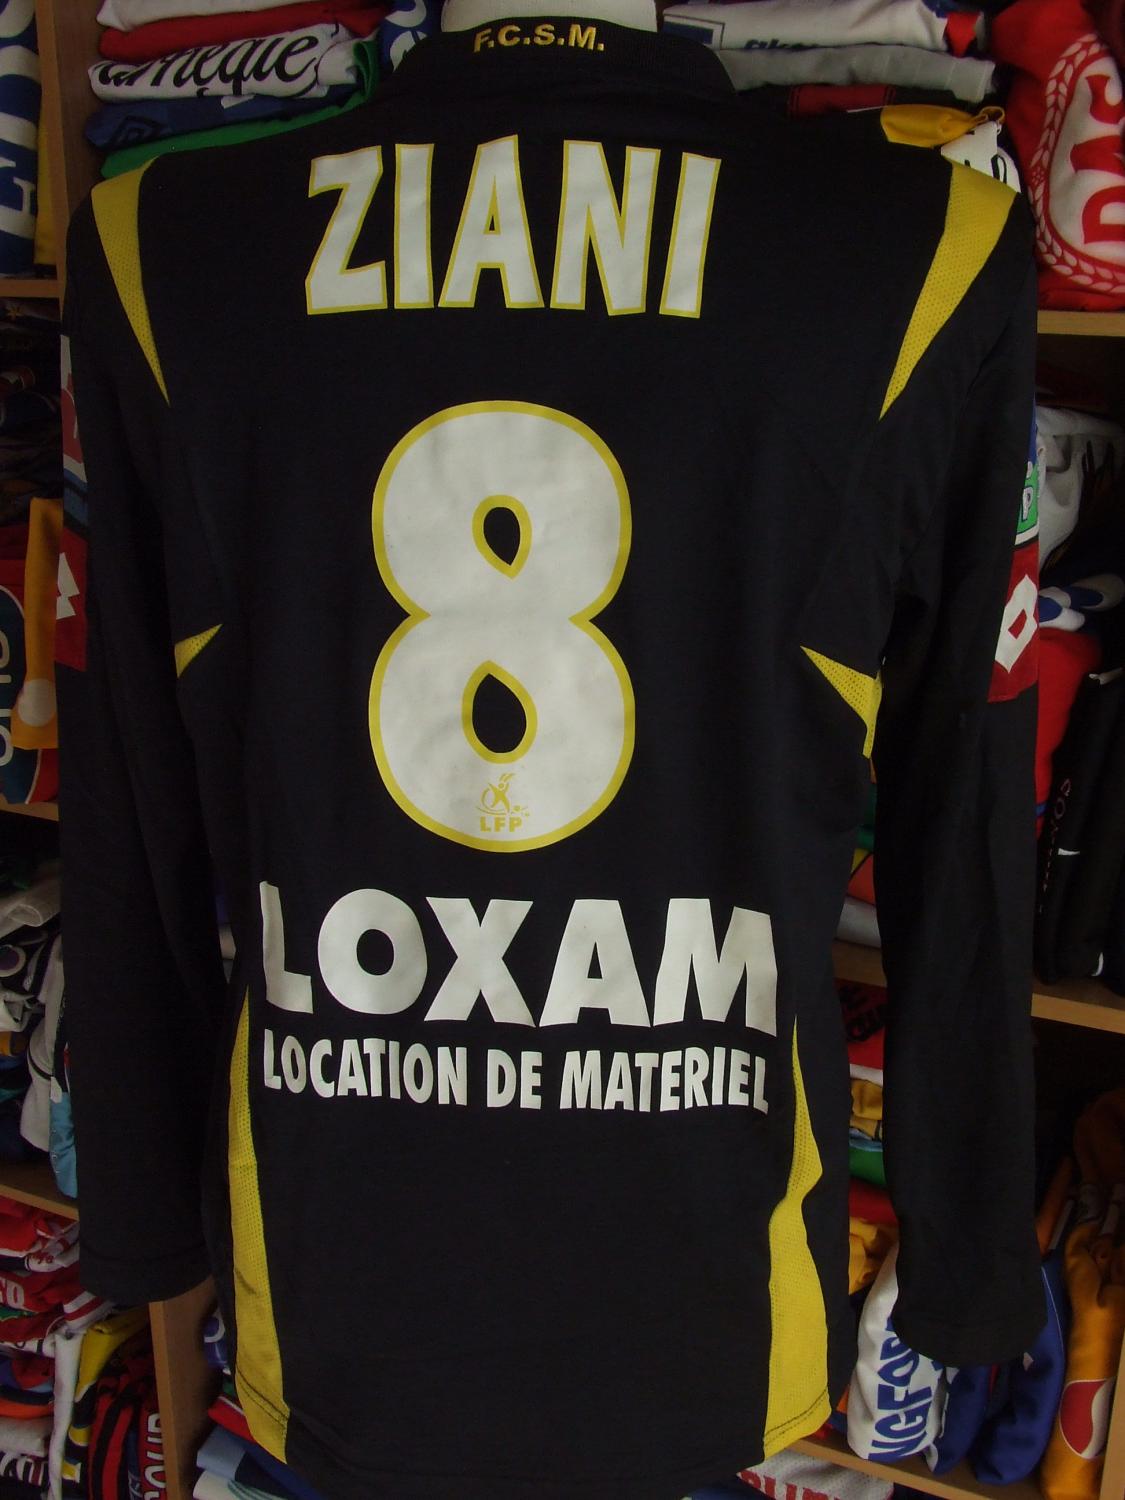 F.C.S.M.
ZIANI
8
LFP
LOXAM
LOCATION DE MATERIEL